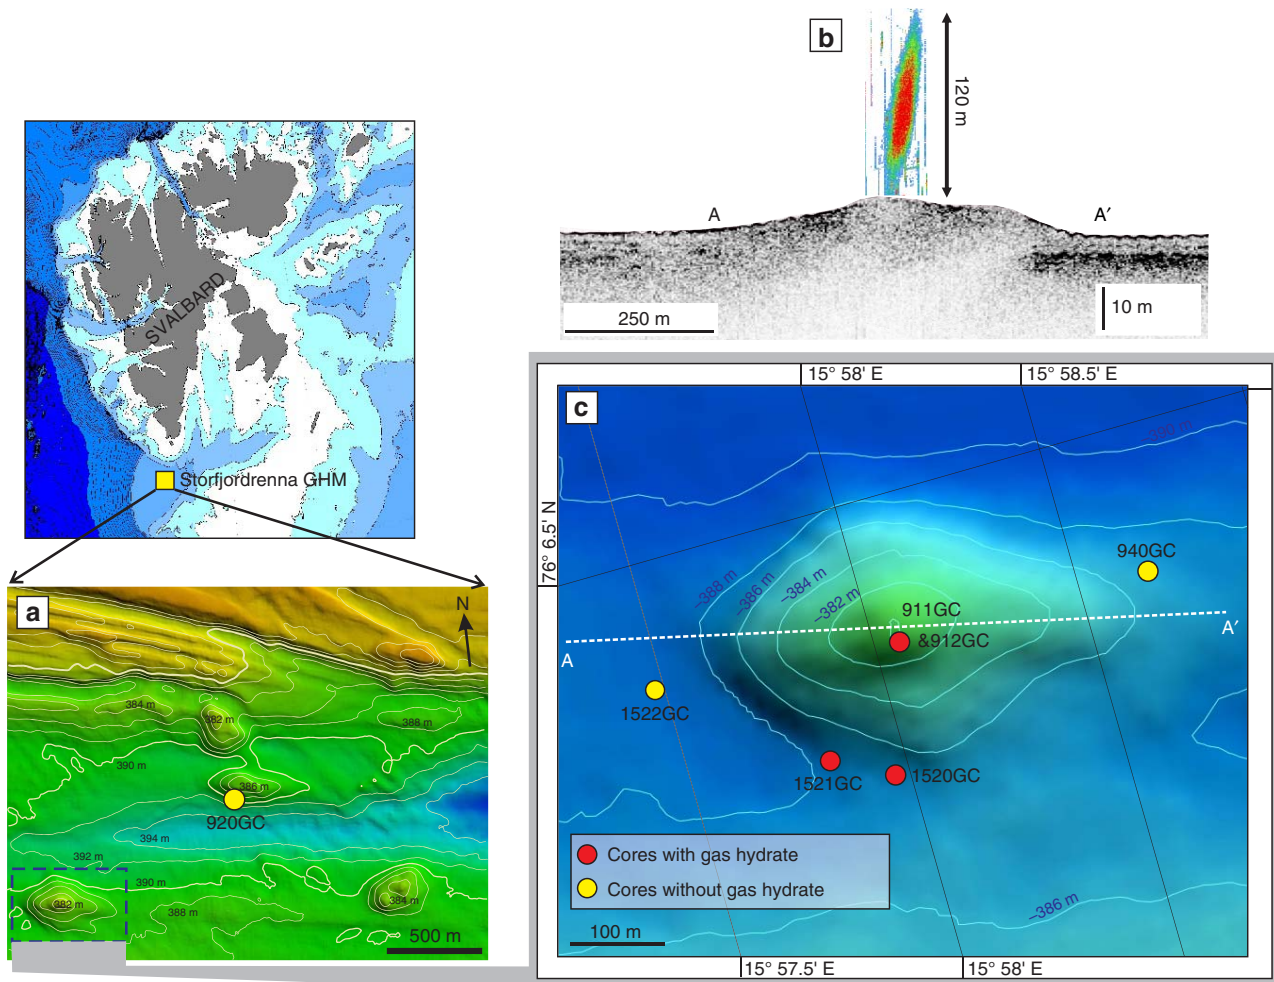 b
120 m
A
A′
250 m
10 m
SVALBARD
Storfjordrenna GHM
a
N
384 m
382 m
388 m
390 m
386 m
920GC
394 m
392 m
390 m
382 m
388 m
384 m
500 m
15° 58' E
15° 58.5' E
c
–390 m
76° 6.5' N
940GC
–388 m
–386 m
–384 m
–382 m
911GC
&912GC
A
A′
1522GC
1521GC
1520GC
Cores with gas hydrate
Cores without gas hydrate
–386 m
100 m
15° 57.5' E
15° 58' E